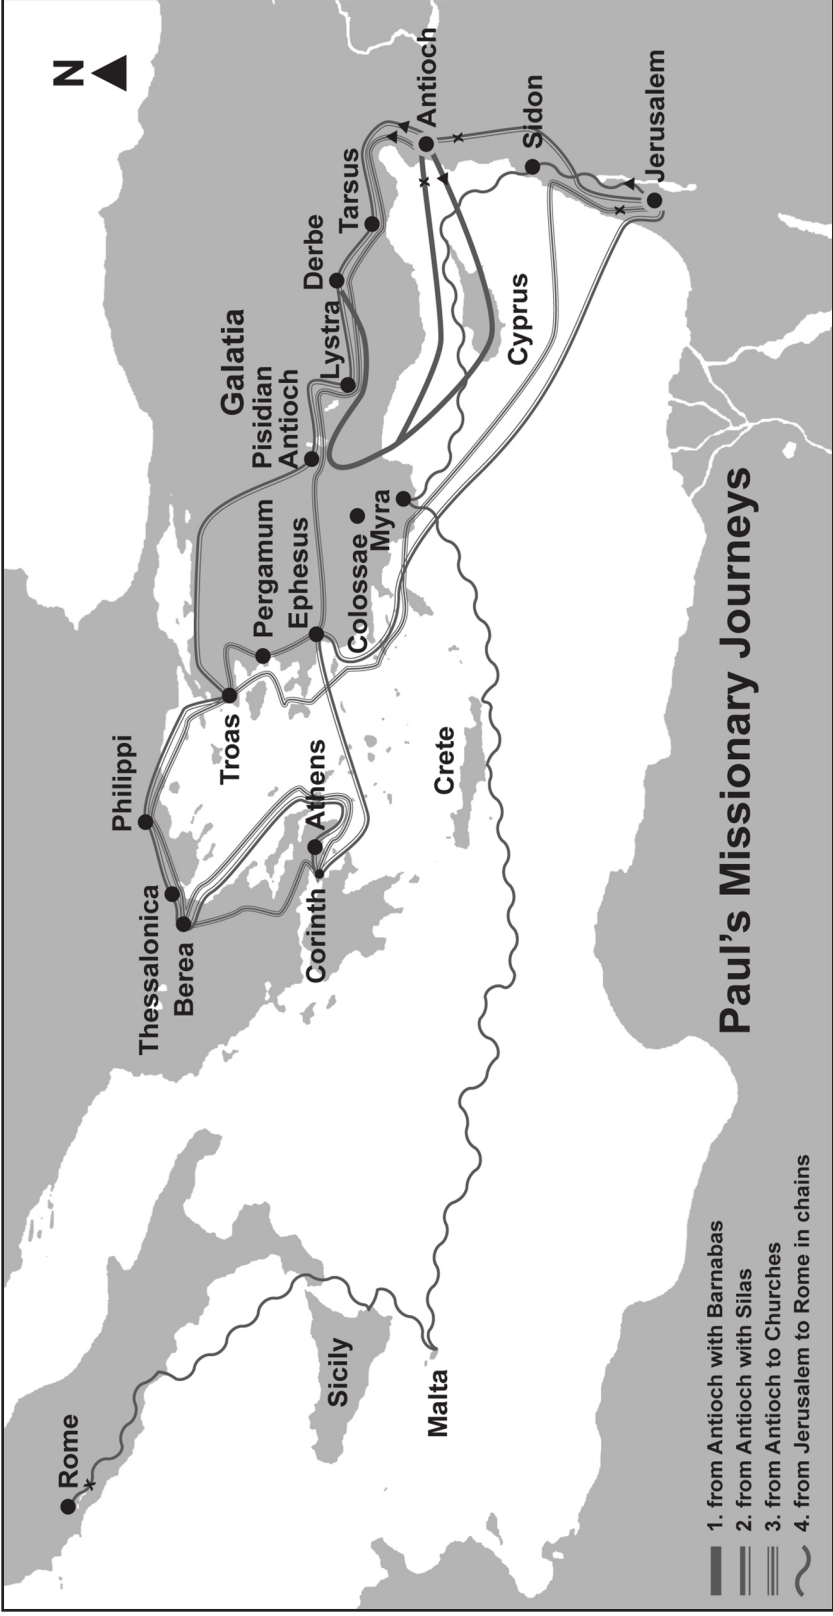 N
Rome
Sicily
Malta
Thessalonica
Berea
Philippi
Corinth
Athens
Troas
Crete
Pergamum
Ephesus
Colossae
Myra
Galatia
Pisidian
Antioch
Lystra
Derbe
Tarsus
Cyprus
Antioch
Sidon
Jerusalem
Paul's Missionary Journeys
1. from Antioch with Barnabas
2. from Antioch with Silas
3. from Antioch to Churches
4. from Jerusalem to Rome in chains